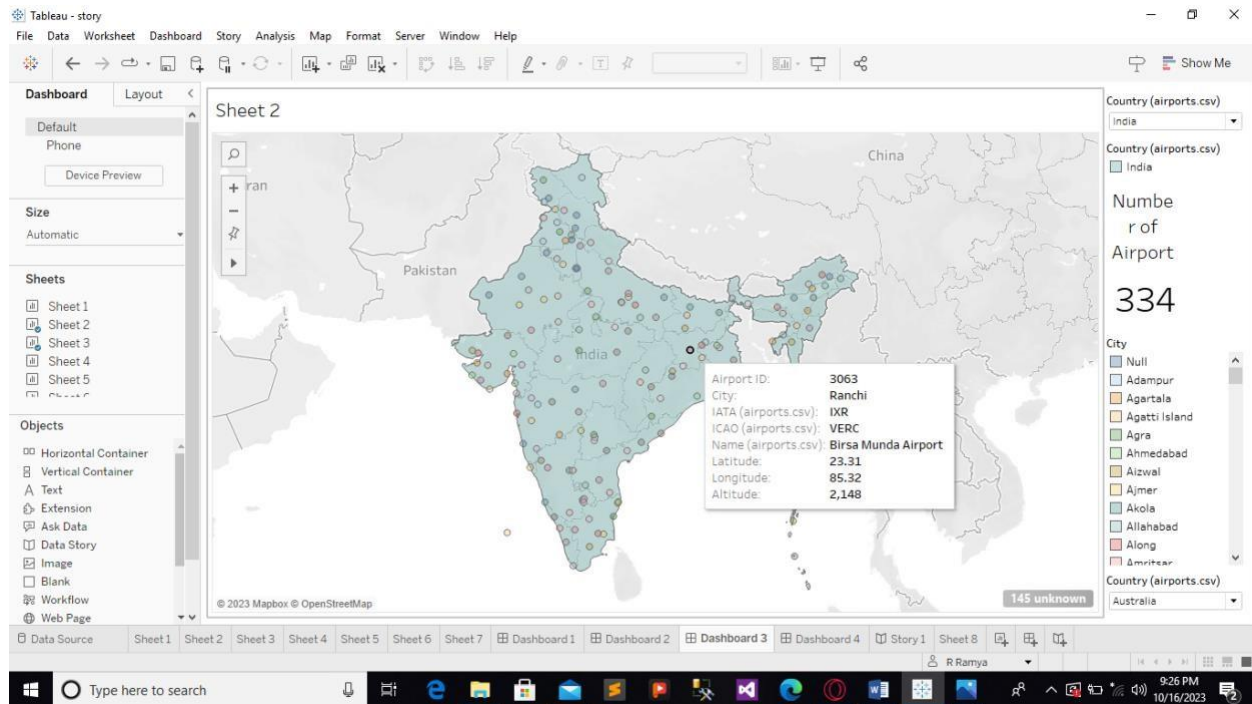 Tableau - story
File Data Worksheet Dashboard Story Analysis Map Format Server Window Help
Show Me
Dashboard Layout
Default
Phone
Device Preview
Size
Automatic
Sheets
Sheet 1
Sheet 2
Sheet 3
Sheet 4
Sheet 5
Objects
Horizontal Container
Vertical Container
Text
Extension
Ask Data
Data Story
Image
Blank
Workflow
Web Page
Sheet 2
ran
China
Pakistan
India
Airport ID: 3063
City: Ranchi
IATA (airports.csv): IXR
ICAO (airports.csv): VERC
Name (airports.csv): Birsa Munda Airport
Latitude: 23.31
Longitude: 85.32
Altitude: 2,148
© 2023 Mapbox © OpenStreetMap
145 unknown
Country (airports.csv)
India
Country (airports.csv)
India
Numbe
r of
Airport
334
City
Null
Adampur
Agartala
Agatti Island
Agra
Ahmedabad
Aizwal
Ajmer
Akola
Allahabad
Along
Amritsar
Country (airports.csv)
Australia
Data Source Sheet 1 Sheet 2 Sheet 3 Sheet 4 Sheet 5 Sheet 6 Sheet 7 Dashboard 1 Dashboard 2 Dashboard 3 Dashboard 4 Story 1 Sheet 8
R Ramya
Type here to search
9:26 PM
10/16/2023